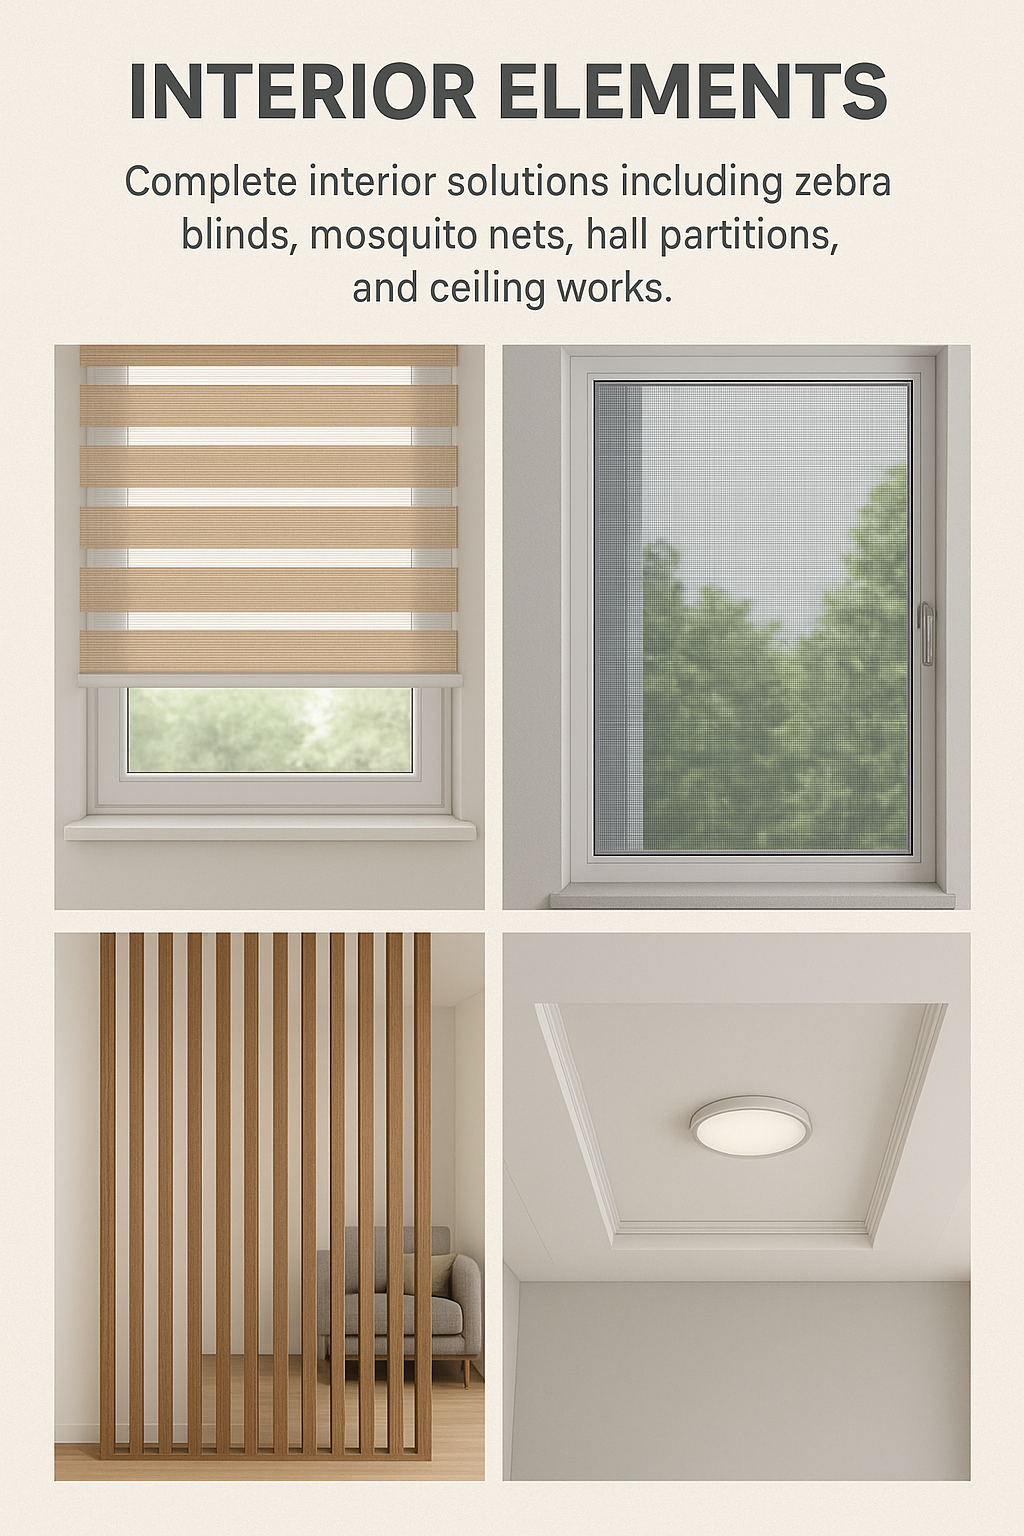 INTERIOR ELEMENTS
Complete interior solutions including zebra
blinds, mosquito nets, hall partitions,
and ceiling works.